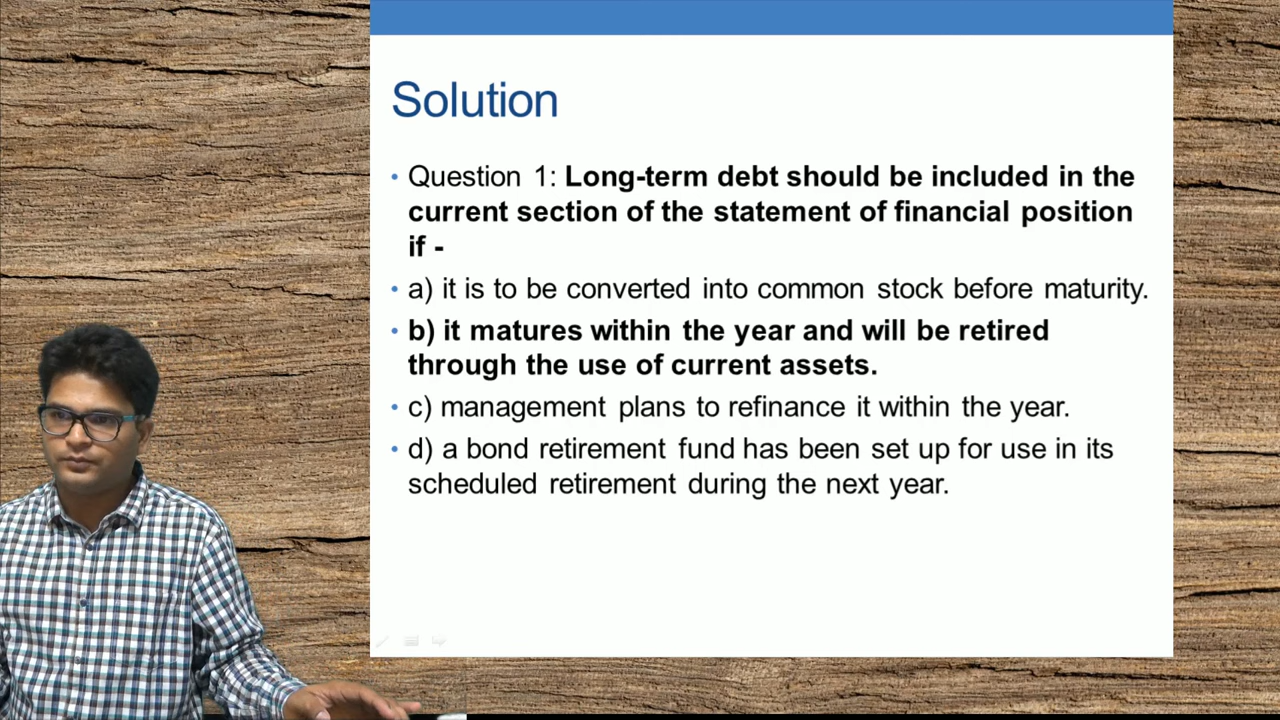 Solution
• Question 1: Long-term debt should be included in the
current section of the statement of financial position
if -
• a) it is to be converted into common stock before maturity.
• b) it matures within the year and will be retired
through the use of current assets.
• c) management plans to refinance it within the year.
• d) a bond retirement fund has been set up for use in its
scheduled retirement during the next year.